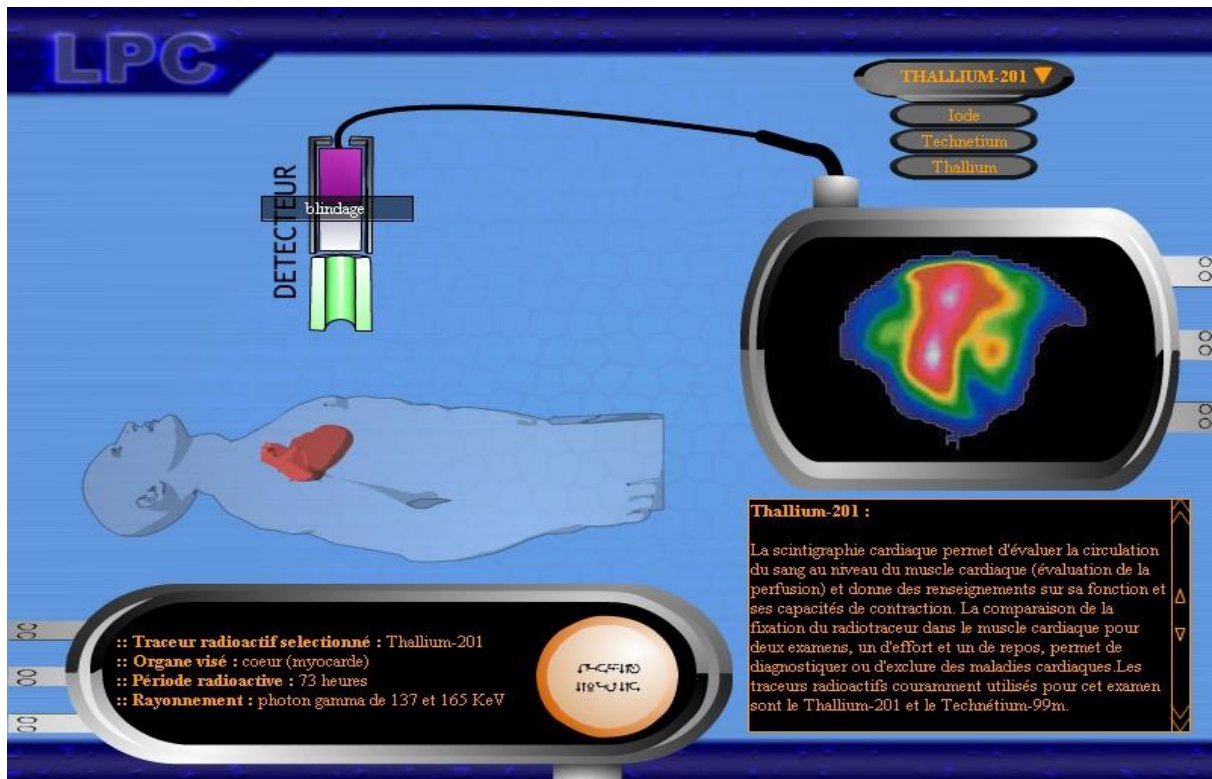 LPC
THALLIUM-201
Iode
Technetium
Thallium
DETECTEUR
blindage
Thallium-201 :
La scintigraphie cardiaque permet d'évaluer la circulation
du sang au niveau du muscle cardiaque (évaluation de la
perfusion) et donne des renseignements sur sa fonction et
ses capacités de contraction. La comparaison de la
fixation du radiotraceur dans le muscle cardiaque pour
deux examens, un d'effort et un de repos, permet de
diagnostiquer ou d'exclure des maladies cardiaques.Les
traceurs radioactifs couramment utilisés pour cet examen
sont le Thallium-201 et le Technétium-99m.
:: Traceur radioactif selectionné : Thallium-201
:: Organe visé : coeur (myocarde)
:: Période radioactive : 73 heures
:: Rayonnement : photon gamma de 137 et 165 KeV